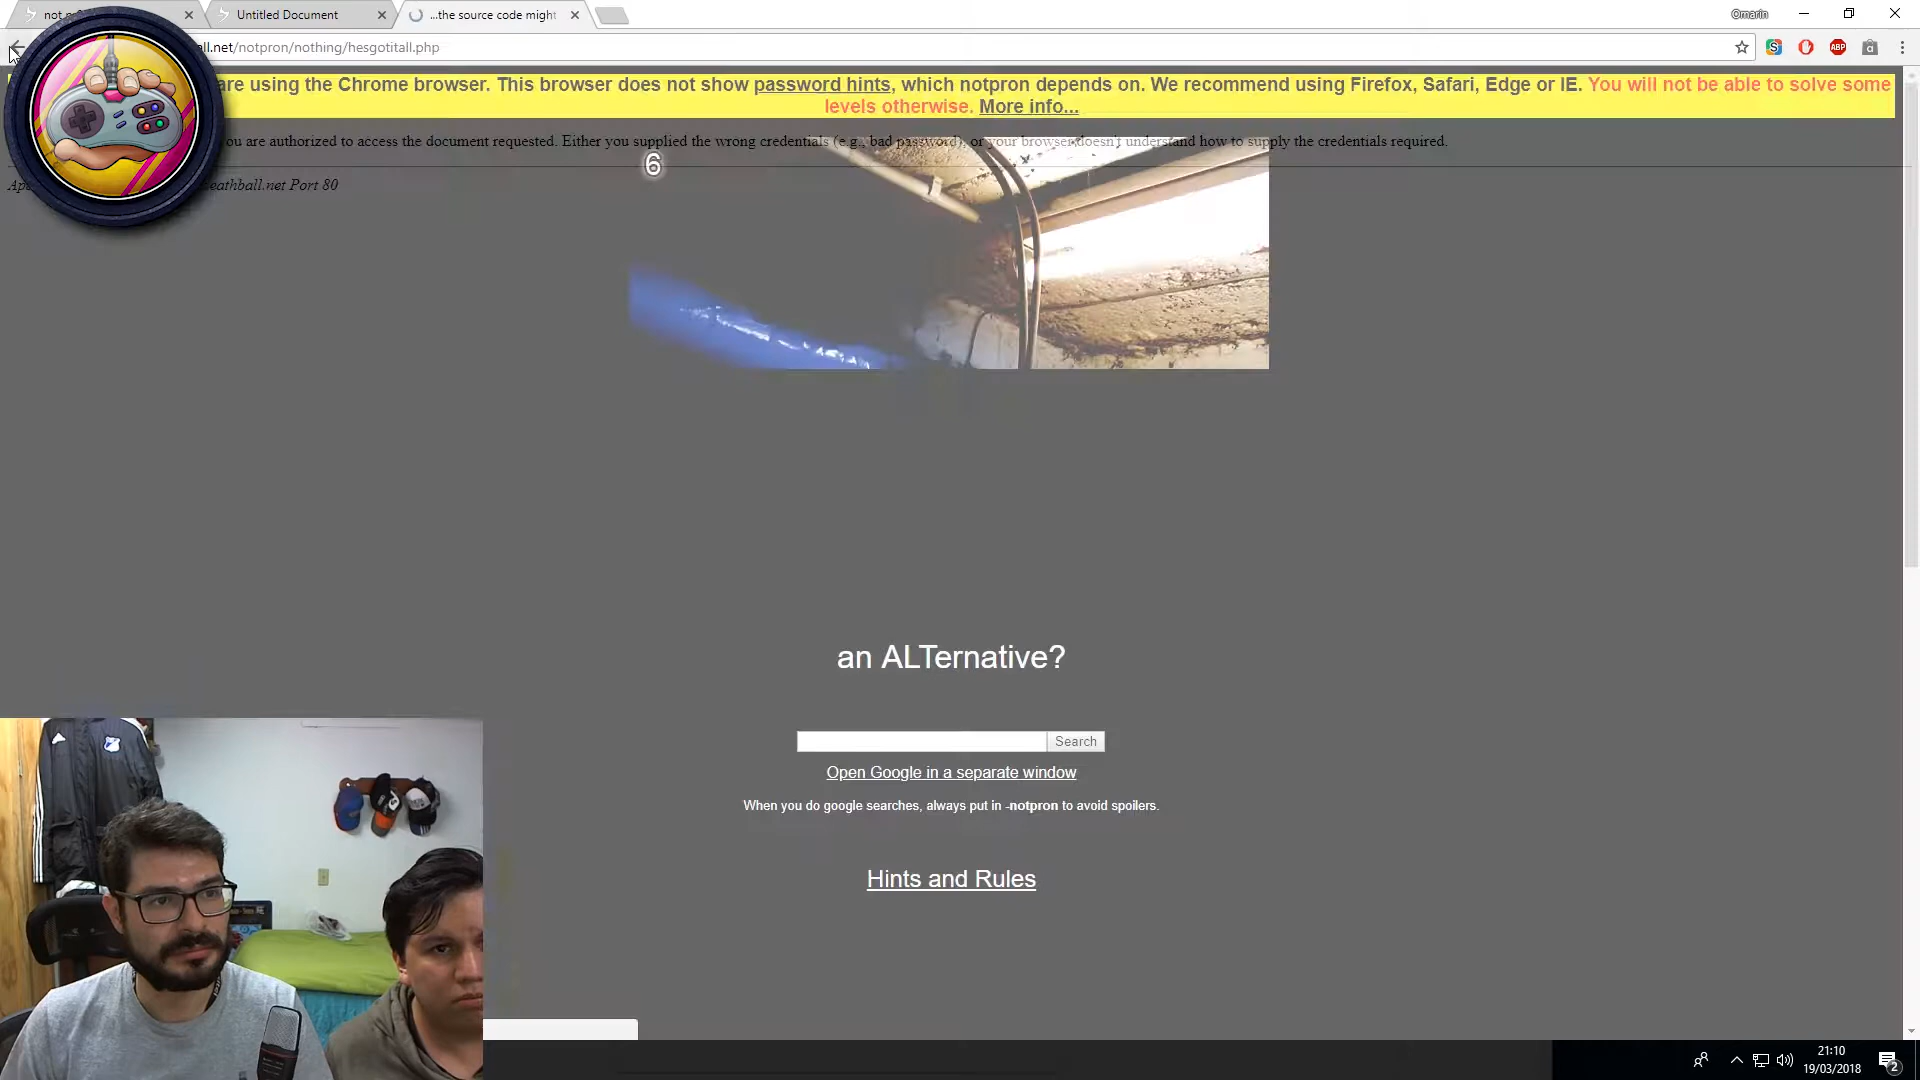 not
Untitled Document
...the source code might
Omarin
ll.net/notpron/nothing/hesgotitall.php
are using the Chrome browser. This browser does not show password hints, which notpron depends on. We recommend using Firefox, Safari, Edge or IE. You will not be able to solve some
levels otherwise. More info...
you are authorized to access the document requested. Either you supplied the wrong credentials (e.g., bad password), or your browser doesn't understand how to supply the credentials required.
6
eathball.net Port 80
an ALTernative?
Search
Open Google in a separate window
When you do google searches, always put in -notpron to avoid spoilers.
Hints and Rules
ABP
21:10
19/03/2018
2